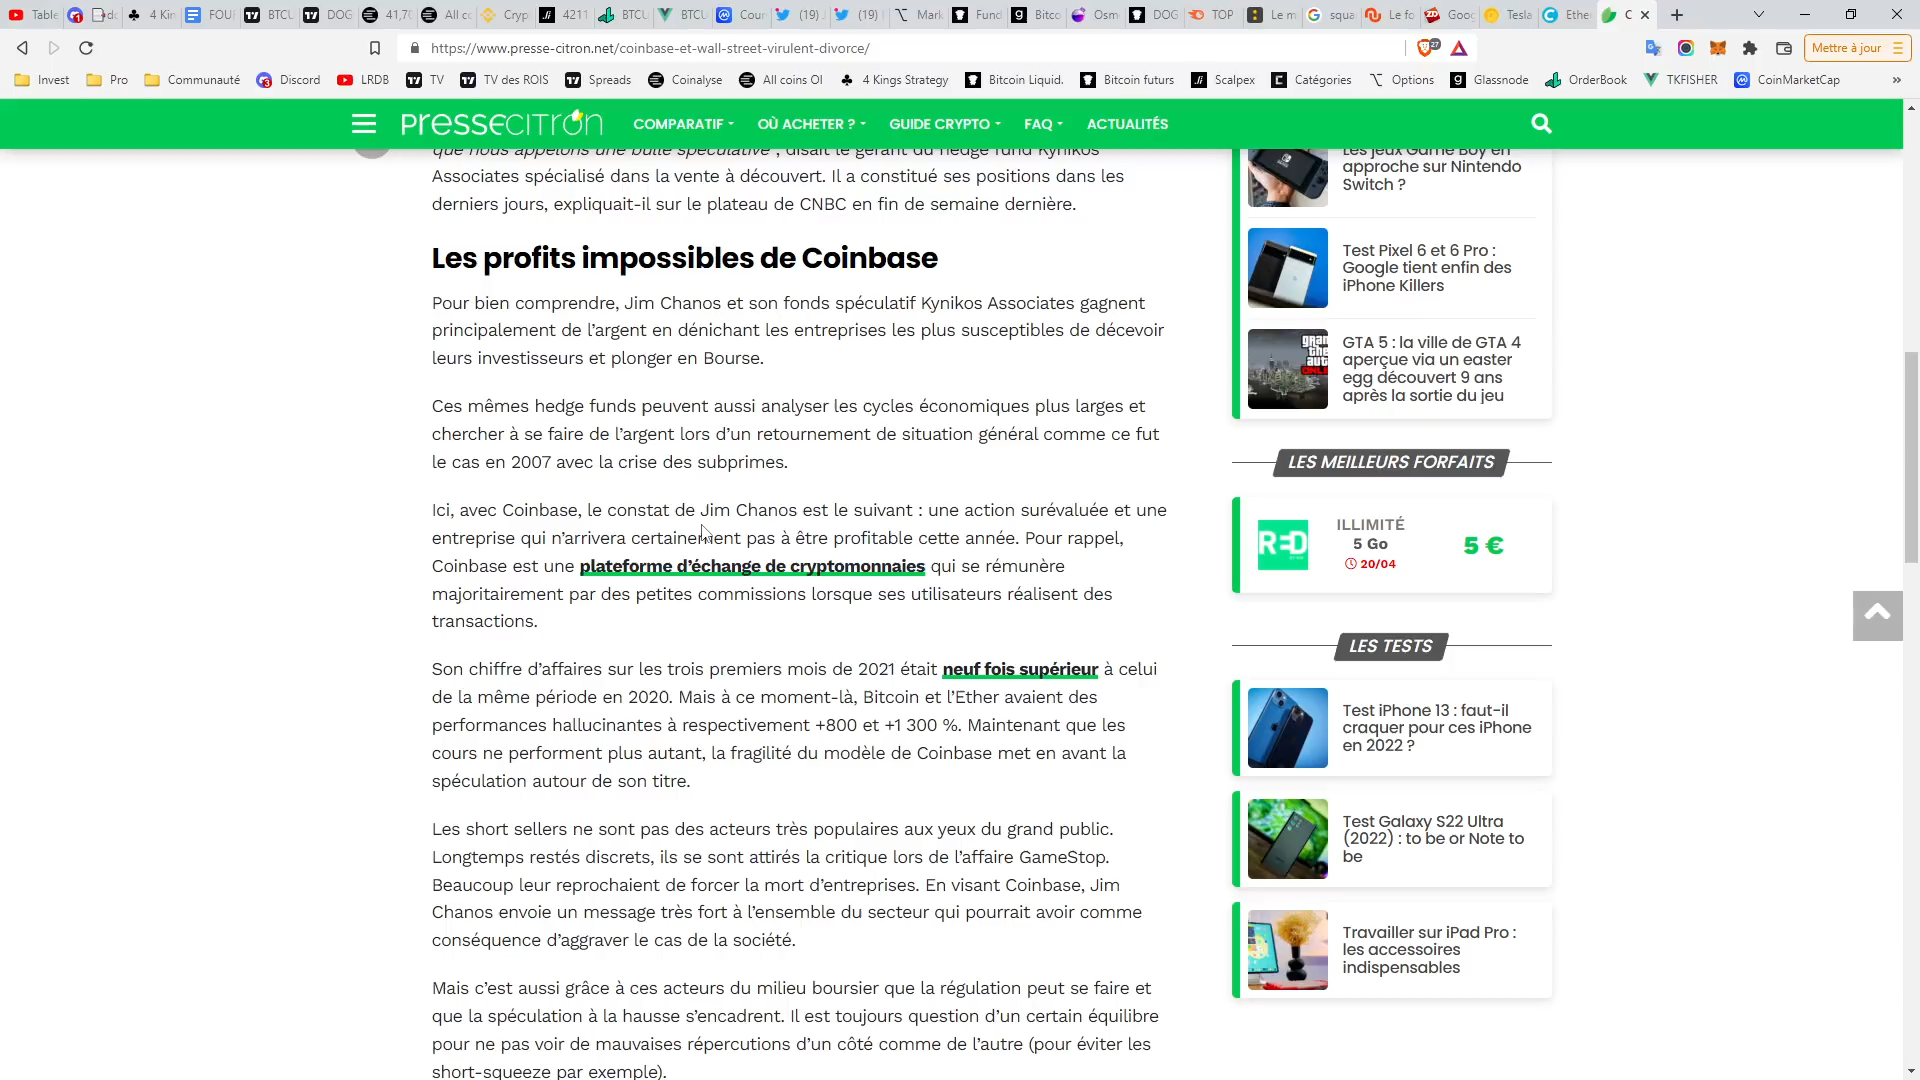 Table
4 Kin
FOU
BTCU
DOG
41,7
All co
Cryp
4211
BTCU
BTCU
Cour
(19)
(19)
Mark
Fund
Bitco
Osm
DOG
TOP
Le m
squa
Le fo
Goog
Tesla
Ethe
C
https://www.presse-citron.net/coinbase-et-wall-street-virulent-divorce/
27
Mettre à jour
Invest
Pro
Communauté
Discord
LRDB
TV
TV des ROIS
Spreads
Coinalyse
All coins OI
4 Kings Strategy
Bitcoin Liquid.
Bitcoin futurs
Scalpex
Catégories
Options
Glassnode
OrderBook
TKFISHER
CoinMarketCap
»
PRESSECITRON
COMPARATIF
OÙ ACHETER ?
GUIDE CRYPTO
FAQ
ACTUALITÉS
que nous appelons une bulle spéculative", disait le gérant du hedge fund Kynikos
Associates spécialisé dans la vente à découvert. Il a constitué ses positions dans les
derniers jours, expliquait-il sur le plateau de CNBC en fin de semaine dernière.
Les profits impossibles de Coinbase
Pour bien comprendre, Jim Chanos et son fonds spéculatif Kynikos Associates gagnent
principalement de l'argent en dénichant les entreprises les plus susceptibles de décevoir
leurs investisseurs et plonger en Bourse.
Ces mêmes hedge funds peuvent aussi analyser les cycles économiques plus larges et
chercher à se faire de l'argent lors d'un retournement de situation général comme ce fut
le cas en 2007 avec la crise des subprimes.
Ici, avec Coinbase, le constat de Jim Chanos est le suivant : une action surévaluée et une
entreprise qui n'arrivera certainement pas à être profitable cette année. Pour rappel,
Coinbase est une plateforme d'échange de cryptomonnaies qui se rémunère
majoritairement par des petites commissions lorsque ses utilisateurs réalisent des
transactions.
Son chiffre d'affaires sur les trois premiers mois de 2021 était neuf fois supérieur à celui
de la même période en 2020. Mais à ce moment-là, Bitcoin et l'Ether avaient des
performances hallucinantes à respectivement +800 et +1 300 %. Maintenant que les
cours ne performent plus autant, la fragilité du modèle de Coinbase met en avant la
spéculation autour de son titre.
Les short sellers ne sont pas des acteurs très populaires aux yeux du grand public.
Longtemps restés discrets, ils se sont attirés la critique lors de l'affaire GameStop.
Beaucoup leur reprochaient de forcer la mort d'entreprises. En visant Coinbase, Jim
Chanos envoie un message très fort à l'ensemble du secteur qui pourrait avoir comme
conséquence d'aggraver le cas de la société.
Mais c'est aussi grâce à ces acteurs du milieu boursier que la régulation peut se faire et
que la spéculation à la hausse s'encadrent. Il est toujours question d'un certain équilibre
pour ne pas voir de mauvaises répercutions d'un côté comme de l'autre (pour éviter les
short-squeeze par exemple).
Les jeux Game Boy en
approche sur Nintendo
Switch ?
Test Pixel 6 et 6 Pro :
Google tient enfin des
iPhone Killers
GTA 5 : la ville de GTA 4
aperçue via un easter
egg découvert 9 ans
après la sortie du jeu
LES MEILLEURS FORFAITS
RED
ILLIMITÉ
5 Go
20/04
5 €
LES TESTS
Test iPhone 13 : faut-il
craquer pour ces iPhone
en 2022 ?
Test Galaxy S22 Ultra
(2022) : to be or Note to
be
Travailler sur iPad Pro :
les accessoires
indispensables